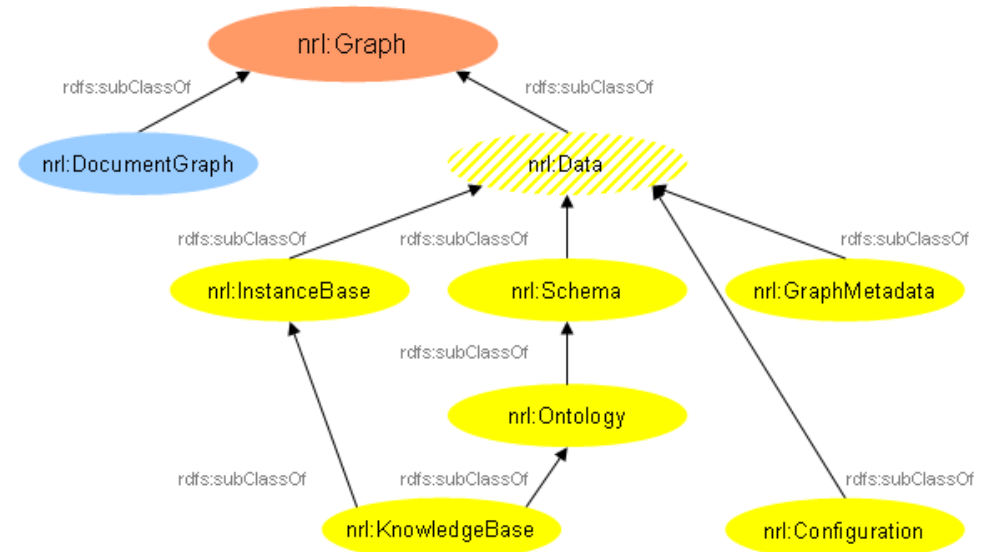 nrl:Graph
rdfs:subClassOf
rdfs:subClassOf
nrl:DocumentGraph
nrl:Data
rdfs:subClassOf
rdfs:subClassOf
rdfs:subClassOf
nrl:InstanceBase
nrl:Schema
nrl:GraphMetadata
rdfs:subClassOf
nrl:Ontology
rdfs:subClassOf
rdfs:subClassOf
rdfs:subClassOf
nrl:KnowledgeBase
nrl:Configuration